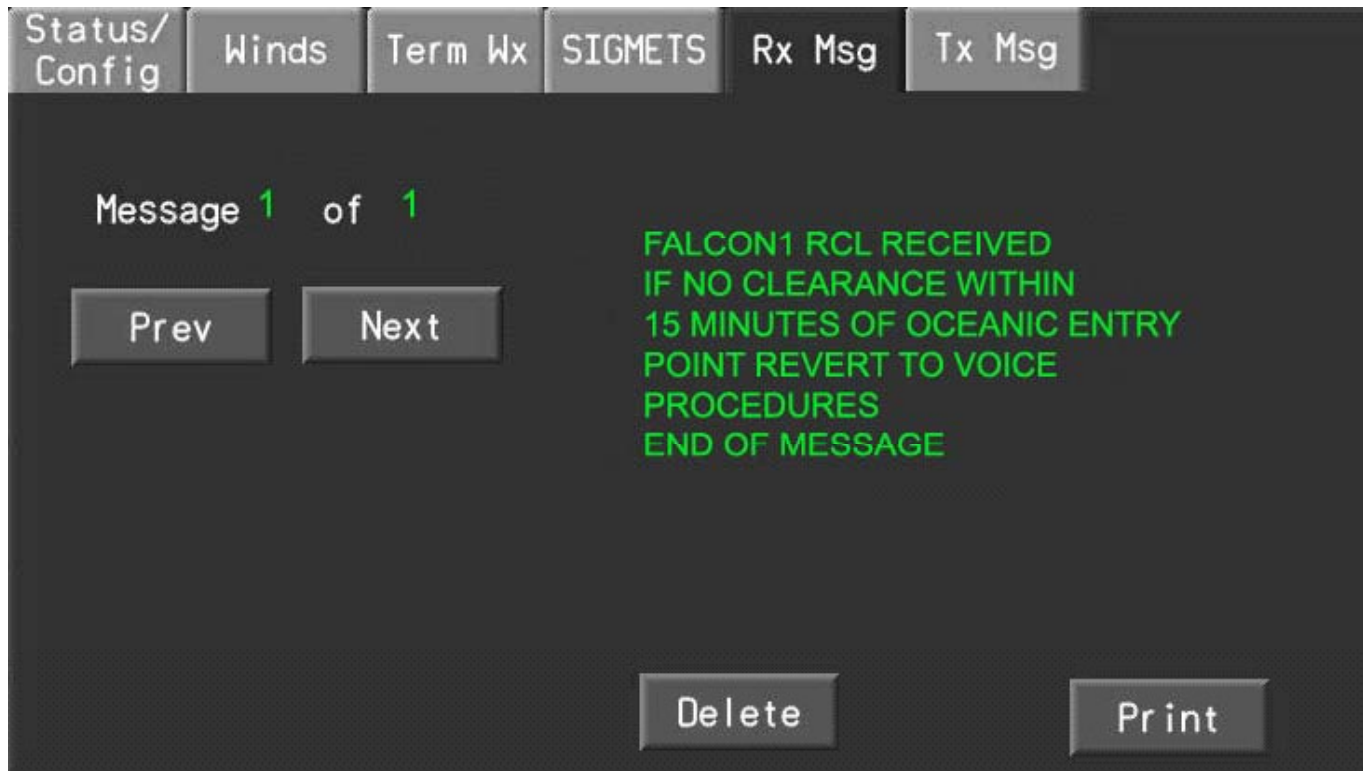 Status/
Config
Winds
Term Wx
SIGMETS
Rx Msg
Tx Msg
Message 1 of 1
Prev
Next
FALCON1 RCL RECEIVED
IF NO CLEARANCE WITHIN
15 MINUTES OF OCEANIC ENTRY
POINT REVERT TO VOICE
PROCEDURES
END OF MESSAGE
Delete
Print